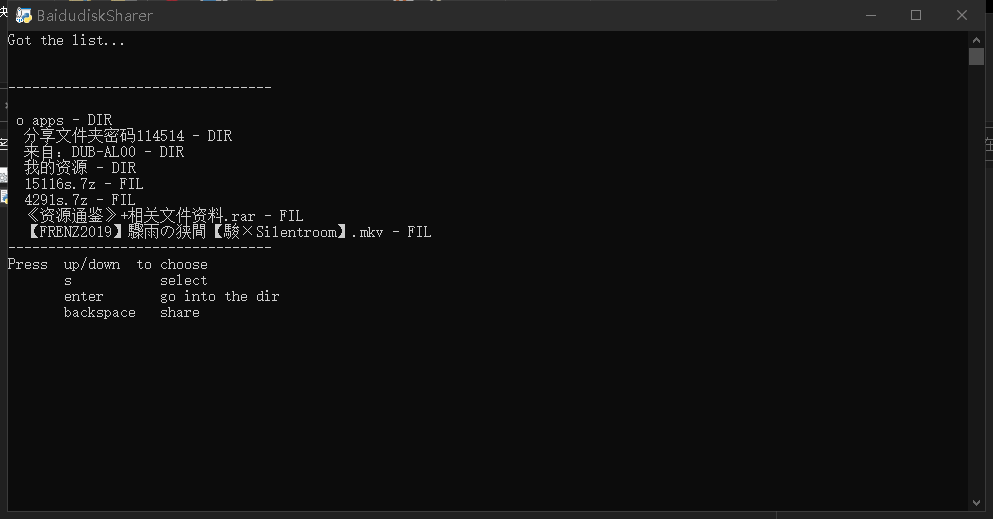 BaidudiskSharer
Got the list...
---------------------------------
o apps - DIR
分享文件夹密码114514 - DIR
来自：DUB-AL00 - DIR
我的资源 - DIR
15116s.7z - FIL
4291s.7z - FIL
《资源通鉴》+相关文件资料.rar - FIL
【FRENZ2019】驟雨の狭間【駿×Silentroom】.mkv - FIL
---------------------------------
Press  up/down  to choose
s           select
enter       go into the dir
backspace   share